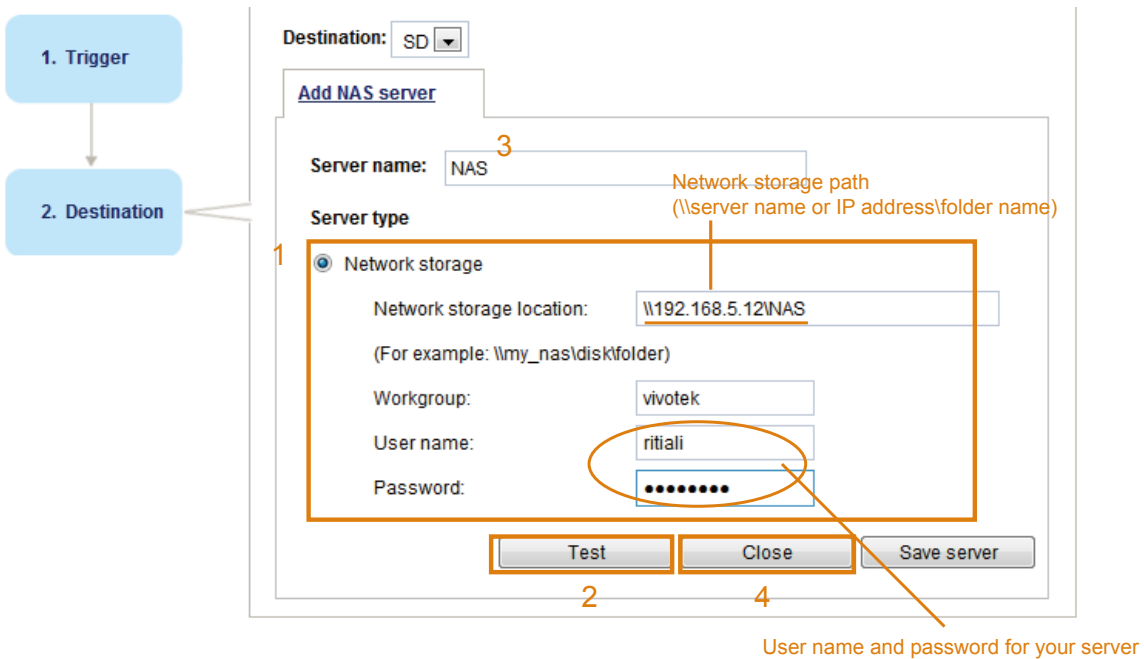 1. Trigger
2. Destination
Destination: SD
Add NAS server
3
Server name: NAS
Network storage path
(\\server name or IP address\folder name)
Server type
1
Network storage
Network storage location: \\192.168.5.12\NAS
(For example: \\my_nas\disk\folder)
Workgroup: vivotek
User name: ritiali
Password: ●●●●●●●●
Test Close Save server
2 4
User name and password for your server